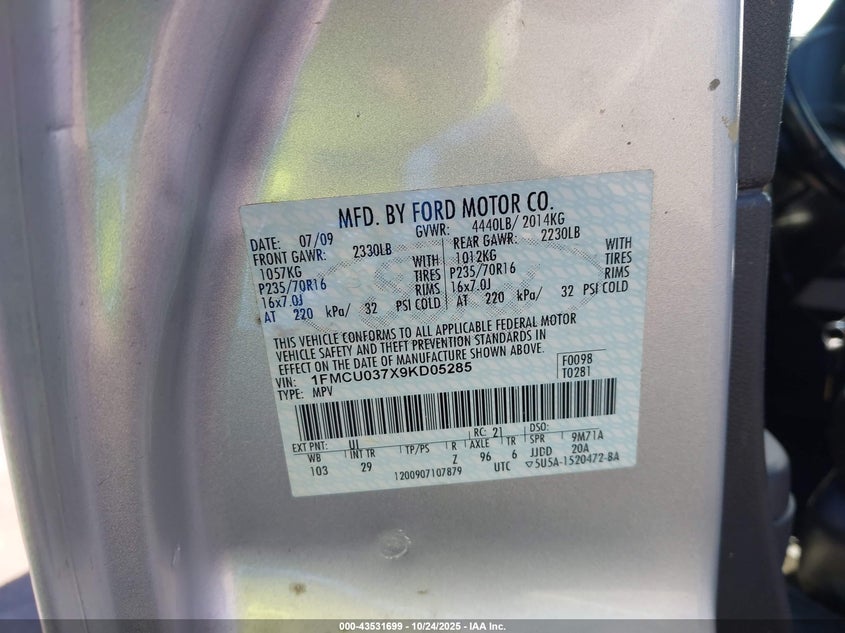 MFD. BY FORD MOTOR CO.
DATE: 07/09 GVWR: 4440LB/ 2014KG
FRONT GAWR: 2330LB REAR GAWR: 2230LB
1057KG WITH 1012KG WITH
P235/70R16 TIRES P235/70R16 TIRES
16x7.0J RIMS 16x7.0J RIMS
AT 220 kPa/ 32 PSI COLD AT 220 kPa/ 32 PSI COLD
THIS VEHICLE CONFORMS TO ALL APPLICABLE FEDERAL MOTOR
VEHICLE SAFETY AND THEFT PREVENTION STANDARDS IN
EFFECT ON THE DATE OF MANUFACTURE SHOWN ABOVE.
VIN: 1FMCU037X9KD05285 F0098
TYPE: MPV T0281
EXT PNT: UI RC: 21 DSO:
WB INT TR TP/PS R AXLE TR SPR 9M71A
103 29 Z 96 6 JJDD 20A
1200907107879 UTC ▽5U5A-1520472-BA
000-43531699 - 10/24/2025 - IAA Inc.